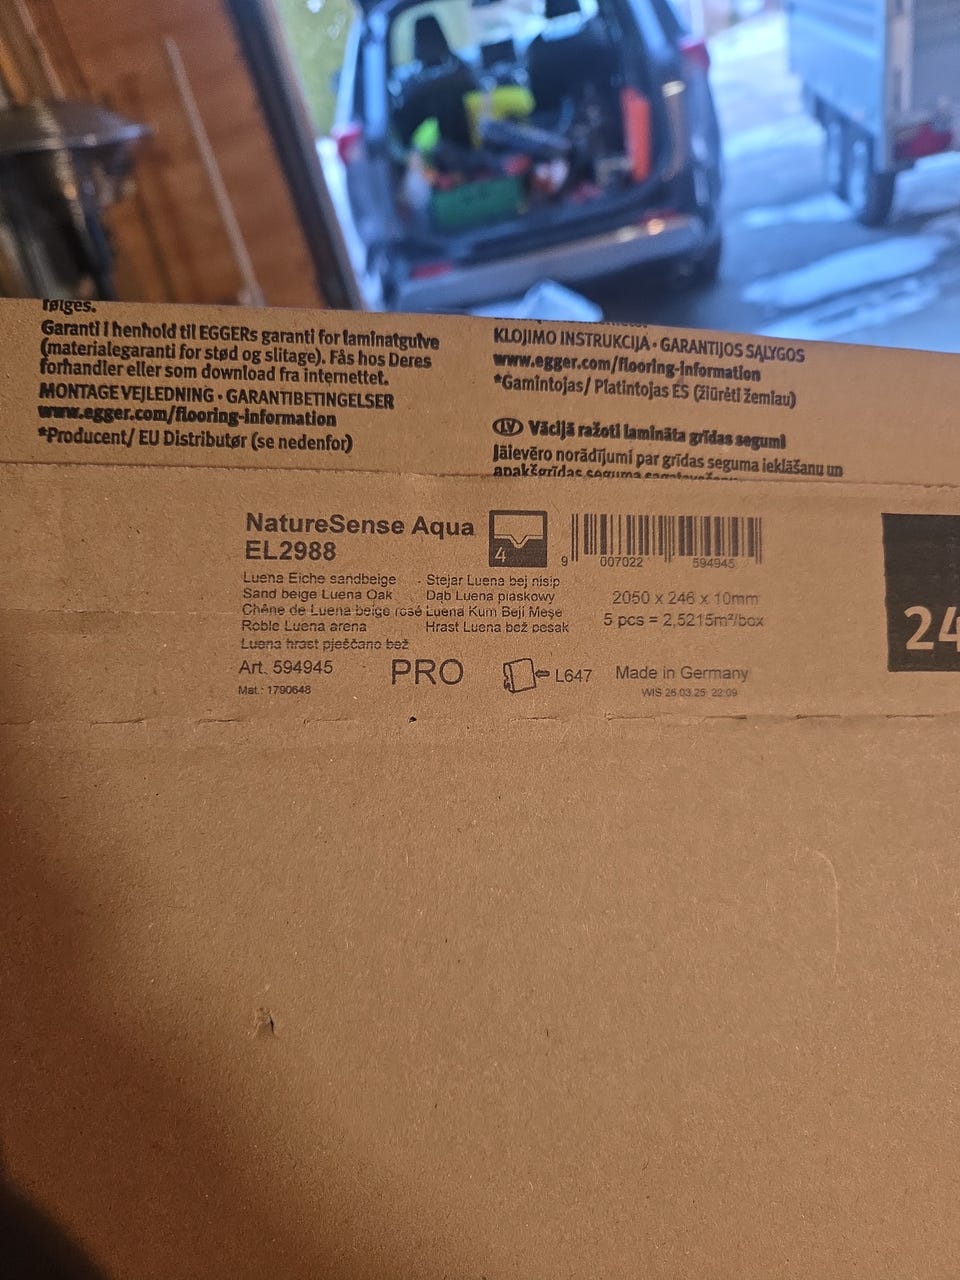 følges.
Garanti i henhold til EGGERs garanti for laminatgulve
(materialegaranti for stød og slitage). Fås hos Deres
forhandler eller som download fra internettet.
MONTAGEVEJLEDNING · GARANTIBETINGELSER
www.egger.com/flooring-information
*Producent/ EU Distributør (se nedenfor)
KLOJIMO INSTRUKCIJA · GARANTIJOS SĄLYGOS
www.egger.com/flooring-information
*Gamintojas/ Platintojas ES (žiūrėti žemiau)
LV Vācijā ražoti lamināta grīdas segumi
Jāievēro norādījumi par grīdas seguma ieklāšanu un
apakšgrīdas seguma
NatureSense Aqua
EL2988
4
9 007022 594945
Luena Eiche sandbeige
Sand beige Luena Oak
Chêne de Luena beige rosé
Roble Luena arena
Luena hrast pješčano bež
Stejar Luena bej nisip
Dąb Luena piaskowy
Luena Kum Beji Meşe
Hrast Luena bež pesak
2050 x 246 x 10mm
5 pcs = 2,5215m²/box
Art. 594945
Mat.: 1790648
PRO
L647
Made in Germany
WIS 26.03.25 22:09
24